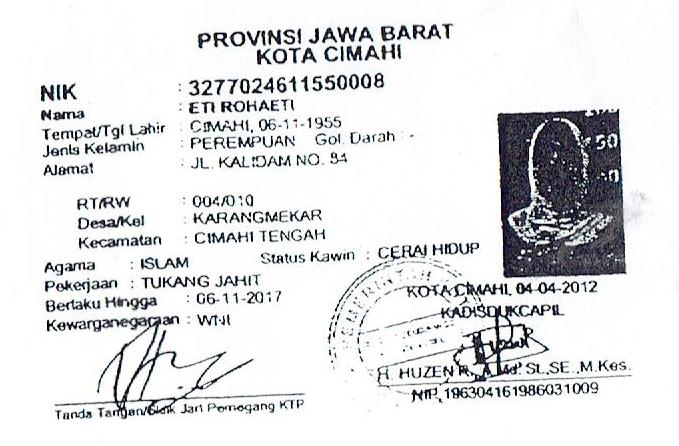 PROVINSI JAWA BARAT
KOTA CIMAHI
NIK : 3277024611550008
Nama : ETI ROHAETI
Tempat/Tgl Lahir : CIMAHI, 06-11-1955
Jenis Kelamin : PEREMPUAN Gol. Darah : -
Alamat : JL. KALIDAM NO. 94
RT/RW : 004/010
Desa/Kel : KARANGMEKAR
Kecamatan : CIMAHI TENGAH
Agama : ISLAM Status Kawin : CERAI HIDUP
Pekerjaan : TUKANG JAHIT
Berlaku Hingga : 06-11-2017
Kewarganegaraan : WNI
KOTA CIMAHI, 04-04-2012
KADISDUKCAPIL
H. HUZEN R., A.Md. ST., SE., M.Kes.
NIP. 196304161986031009
Tanda Tangan/Sidik Jari Pemegang KTP